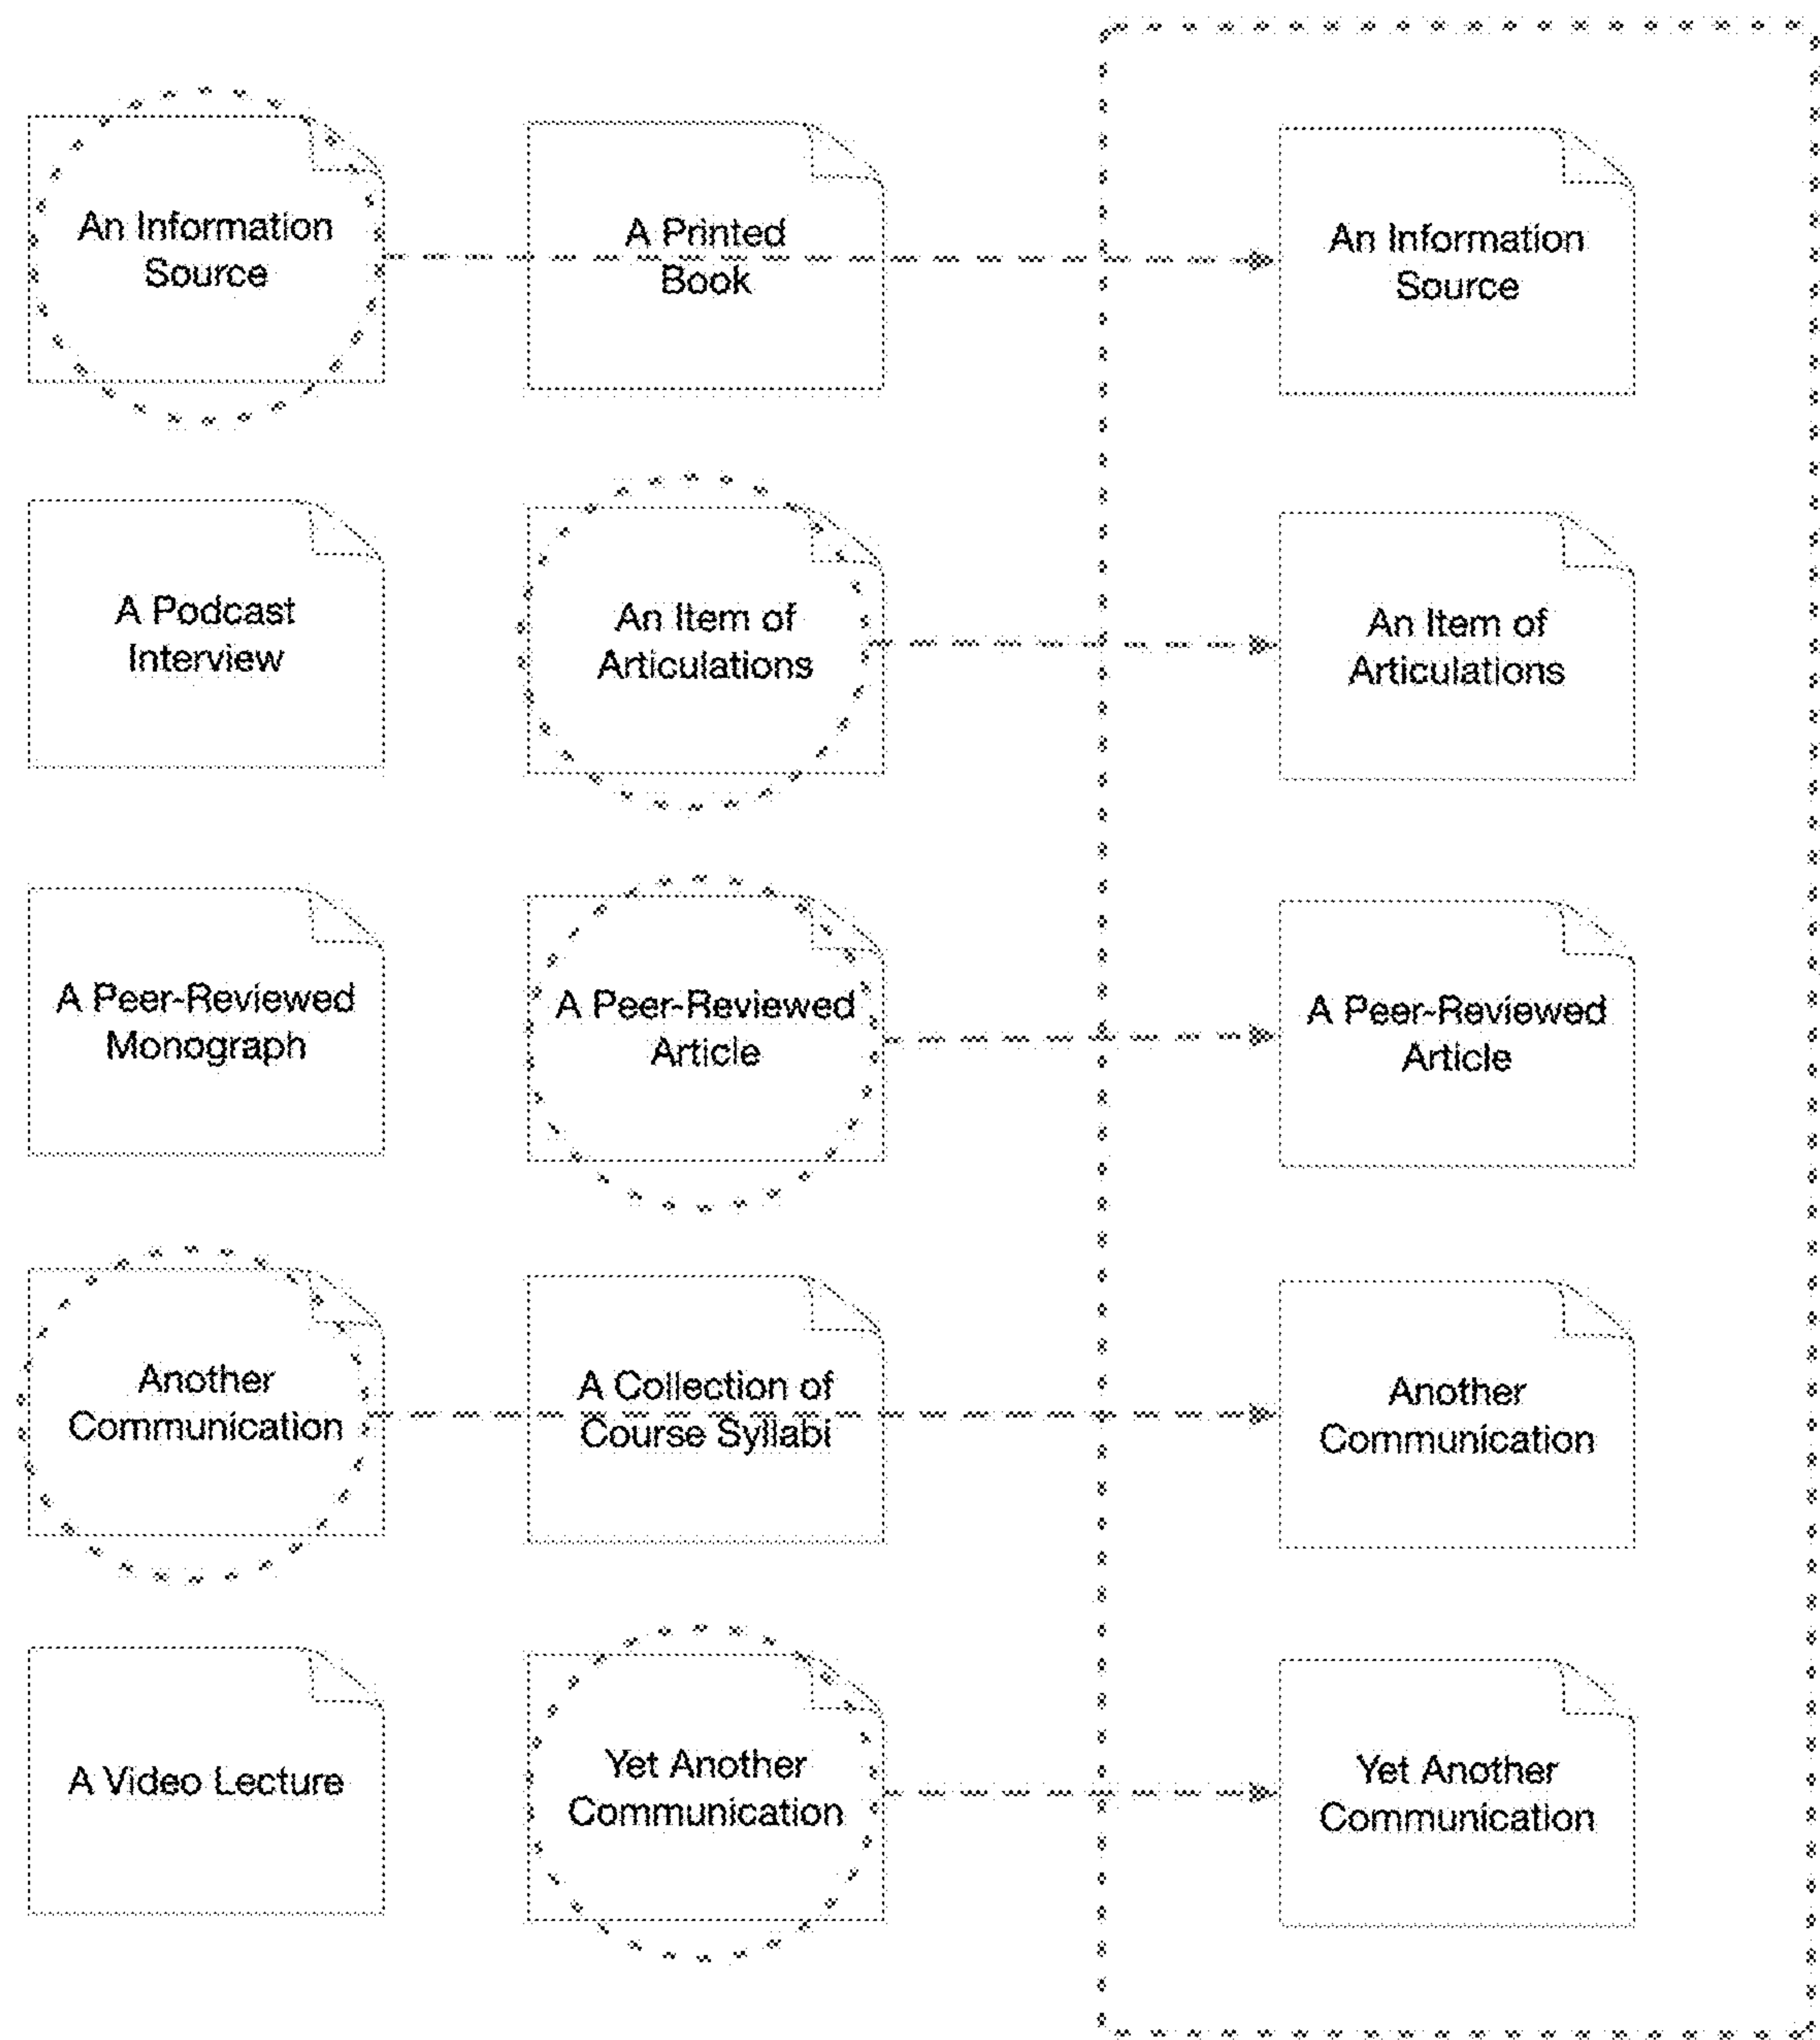 An Information
Source
A Printed
Book
An Information
Source
A Podcast
Interview
An Item of
Articulations
An Item of
Articulations
A Peer-Reviewed
Monograph
A Peer-Reviewed
Article
A Peer-Reviewed
Article
Another
Communication
A Collection of
Course Syllabi
Another
Communication
A Video Lecture
Yet Another
Communication
Yet Another
Communication